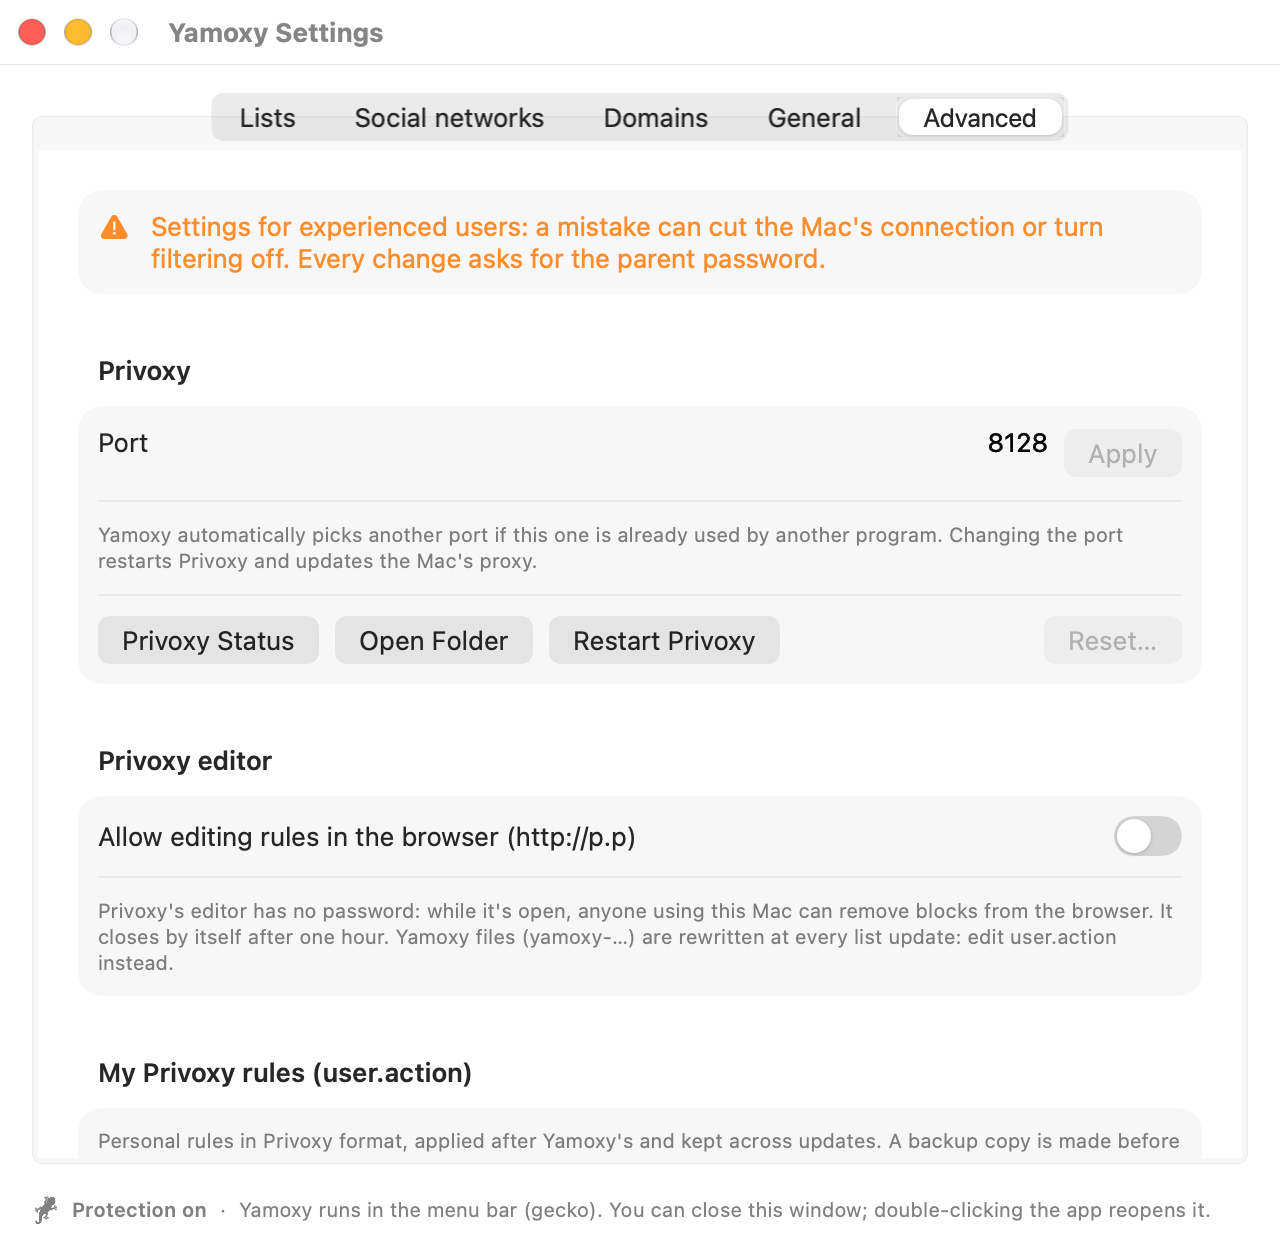 Yamoxy Settings
Lists
Social networks
Domains
General
Advanced
Settings for experienced users: a mistake can cut the Mac's connection or turn
filtering off. Every change asks for the parent password.
Privoxy
Port
8128
Apply
Yamoxy automatically picks another port if this one is already used by another program. Changing the port
restarts Privoxy and updates the Mac's proxy.
Privoxy Status
Open Folder
Restart Privoxy
Reset...
Privoxy editor
Allow editing rules in the browser (http://p.p)
Privoxy's editor has no password: while it's open, anyone using this Mac can remove blocks from the browser. It
closes by itself after one hour. Yamoxy files (yamoxy-...) are rewritten at every list update: edit user.action
instead.
My Privoxy rules (user.action)
Personal rules in Privoxy format, applied after Yamoxy's and kept across updates. A backup copy is made before
Protection on · Yamoxy runs in the menu bar (gecko). You can close this window; double-clicking the app reopens it.